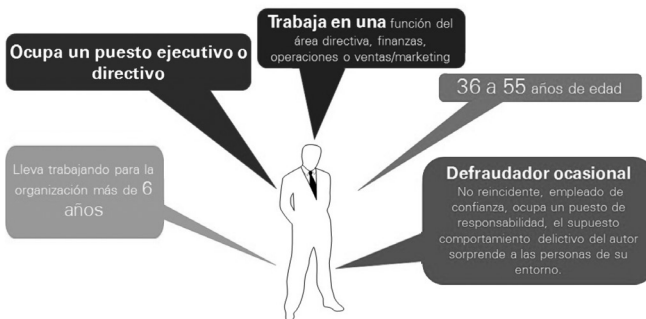 Ocupa un puesto ejecutivo o
directivo
Trabaja en una función del
área directiva, finanzas,
operaciones o ventas/marketing
36 a 55 años de edad
Lleva trabajando para la
organización más de 6
años
Defraudador ocasional
No reincidente, empleado de
confianza, ocupa un puesto de
responsabilidad, el supuesto
comportamiento delictivo del autor
sorprende a las personas de su
entorno.